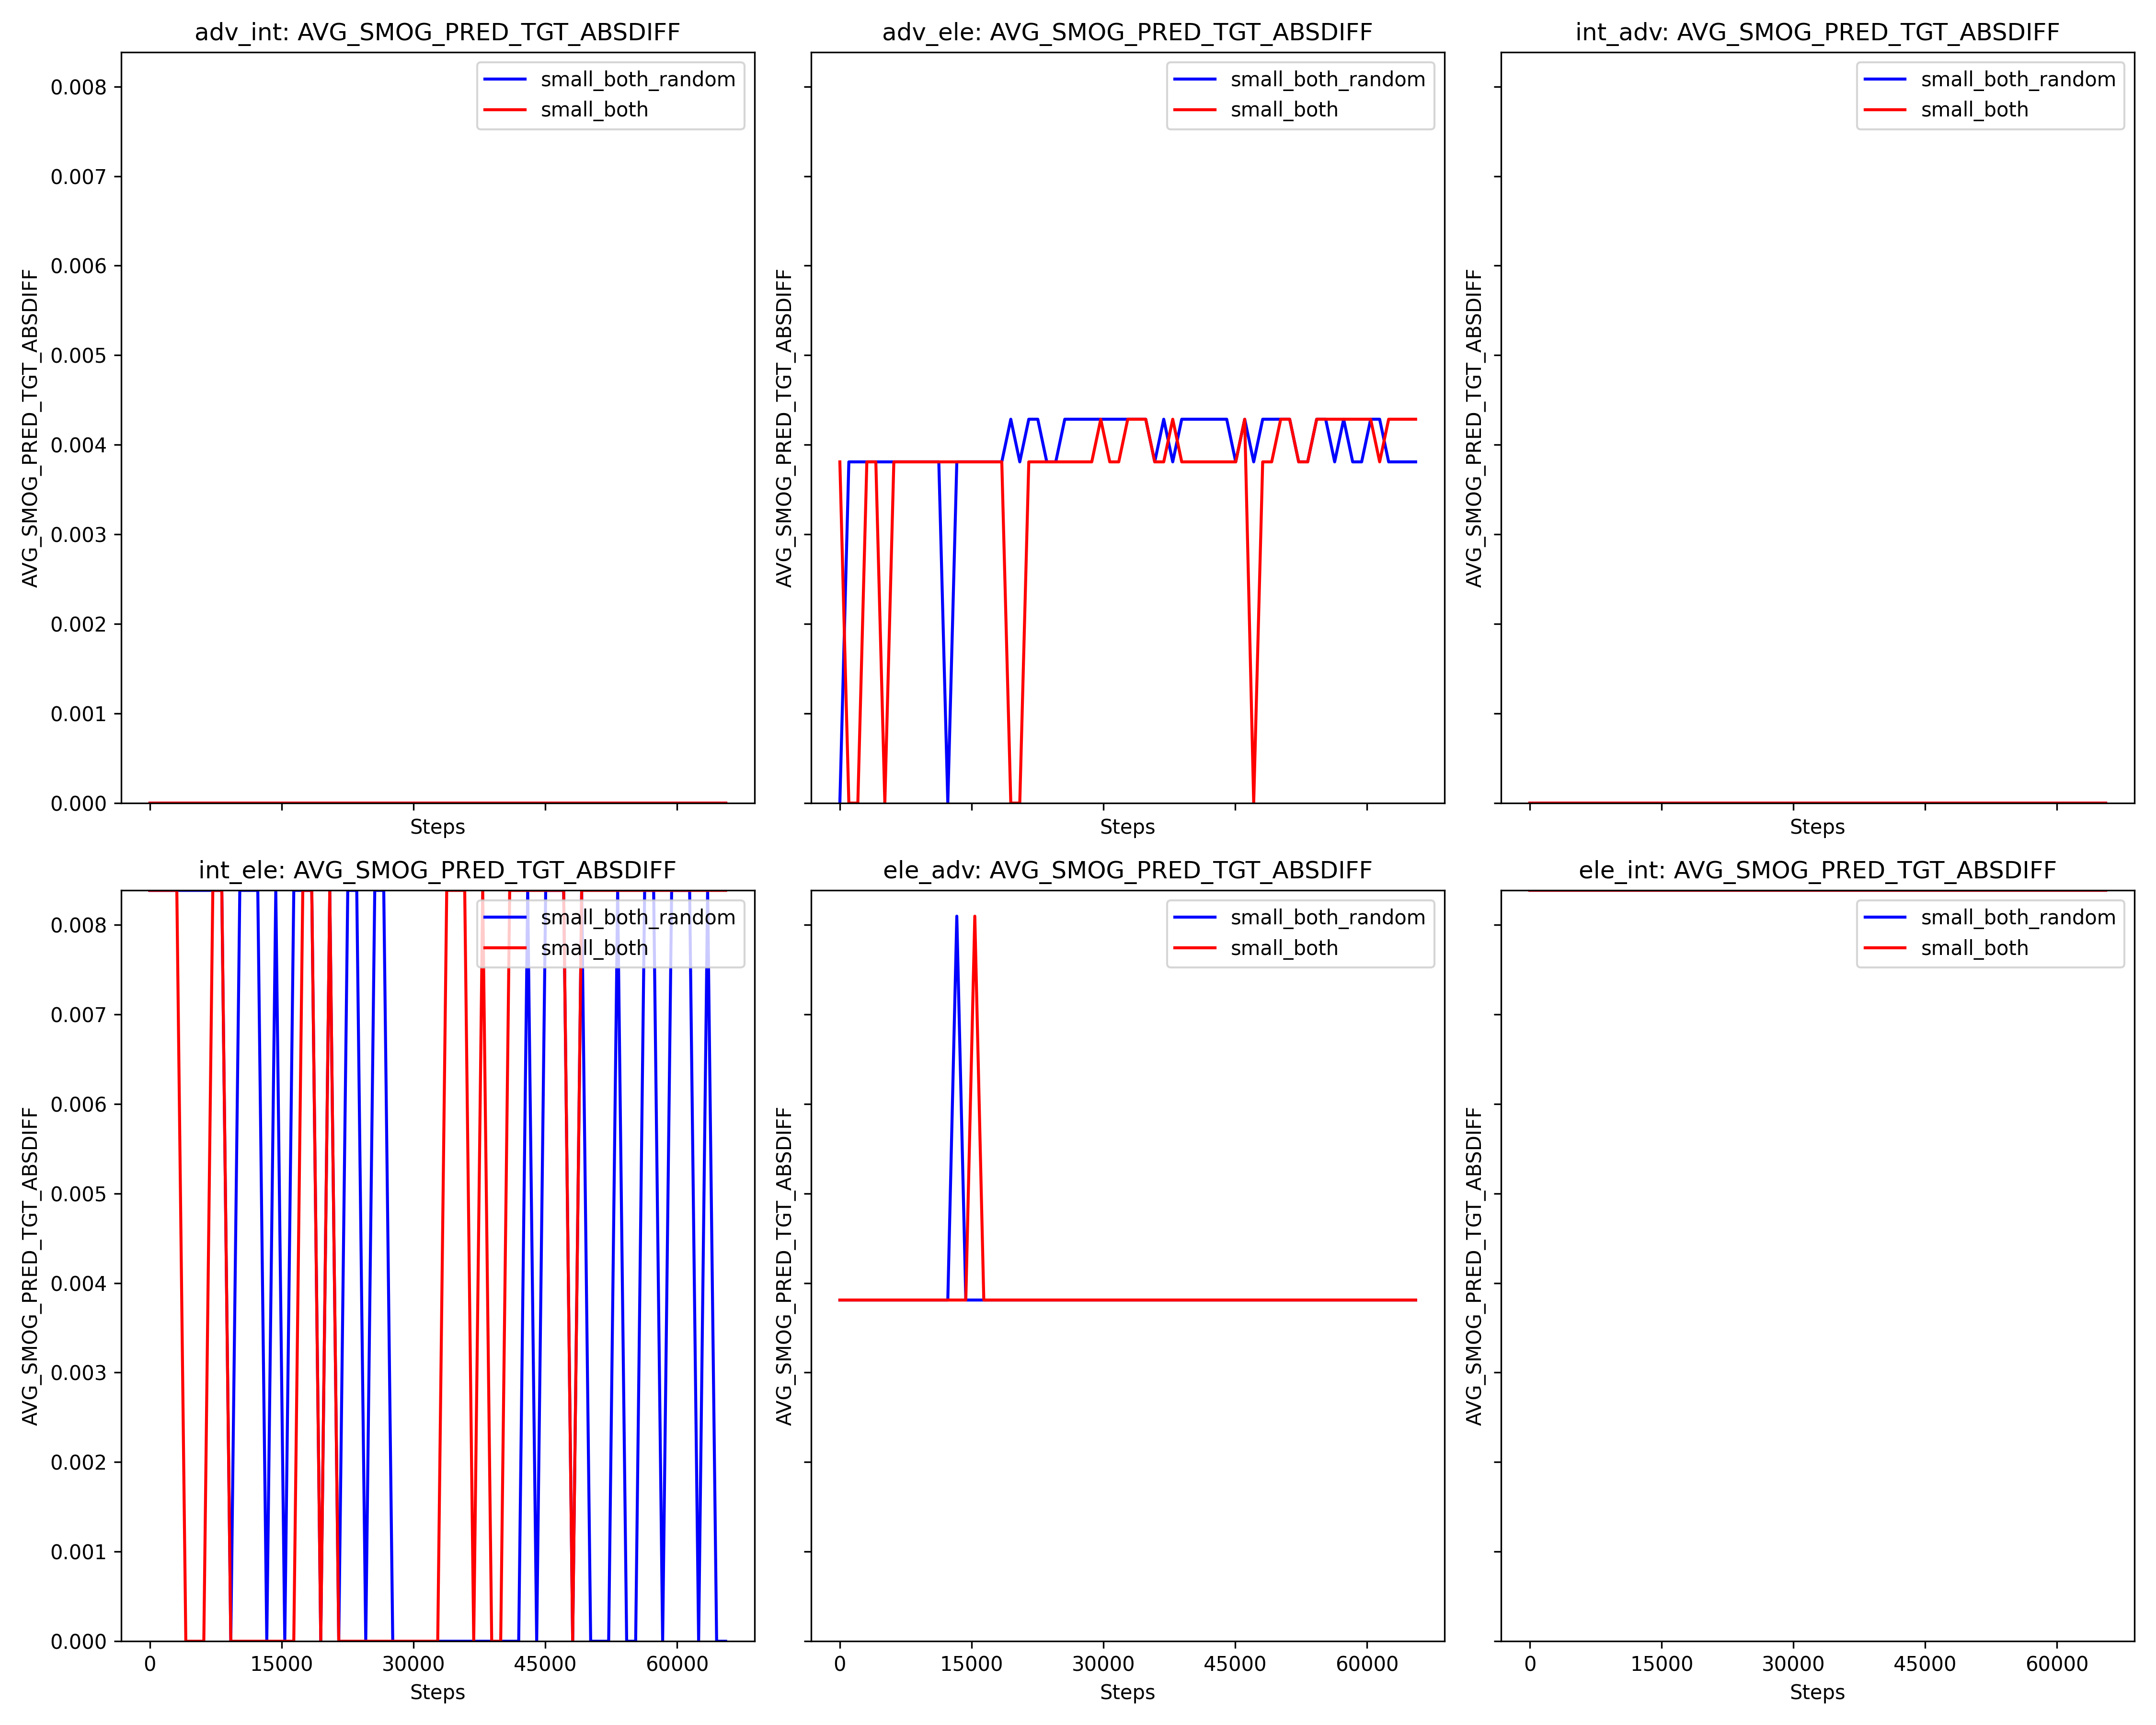 adv_int: AVG_SMOG_PRED_TGT_ABSDIFF
adv_ele: AVG_SMOG_PRED_TGT_ABSDIFF
int_adv: AVG_SMOG_PRED_TGT_ABSDIFF
AVG_SMOG_PRED_TGT_ABSDIFF
0.008
0.007
0.006
0.005
0.004
0.003
0.002
0.001
0.000
small_both_random
small_both
Steps
AVG_SMOG_PRED_TGT_ABSDIFF
small_both_random
small_both
Steps
AVG_SMOG_PRED_TGT_ABSDIFF
small_both_random
small_both
Steps
int_ele: AVG_SMOG_PRED_TGT_ABSDIFF
ele_adv: AVG_SMOG_PRED_TGT_ABSDIFF
ele_int: AVG_SMOG_PRED_TGT_ABSDIFF
AVG_SMOG_PRED_TGT_ABSDIFF
0.008
0.007
0.006
0.005
0.004
0.003
0.002
0.001
0.000
small_both_random
small_both
0 15000 30000 45000 60000
Steps
AVG_SMOG_PRED_TGT_ABSDIFF
small_both_random
small_both
0 15000 30000 45000 60000
Steps
AVG_SMOG_PRED_TGT_ABSDIFF
small_both_random
small_both
0 15000 30000 45000 60000
Steps